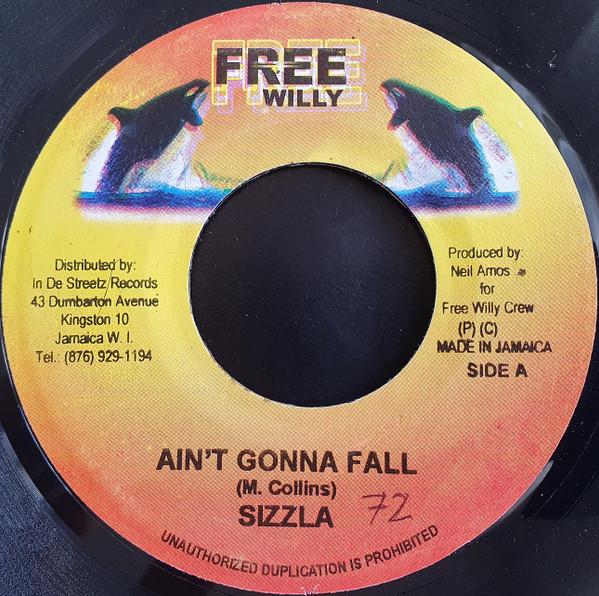 FREE
WILLY
Distributed by:
In De Streetz Records
43 Dumbarton Avenue
Kingston 10
Jamaica W. I.
Tel.: (876) 929-1194
Produced by:
Neil Amos
for
Free Willy Crew
(P) (C)
MADE IN JAMAICA
SIDE A
AIN'T GONNA FALL
(M. Collins)
SIZZLA
72
UNAUTHORIZED DUPLICATION IS PROHIBITED